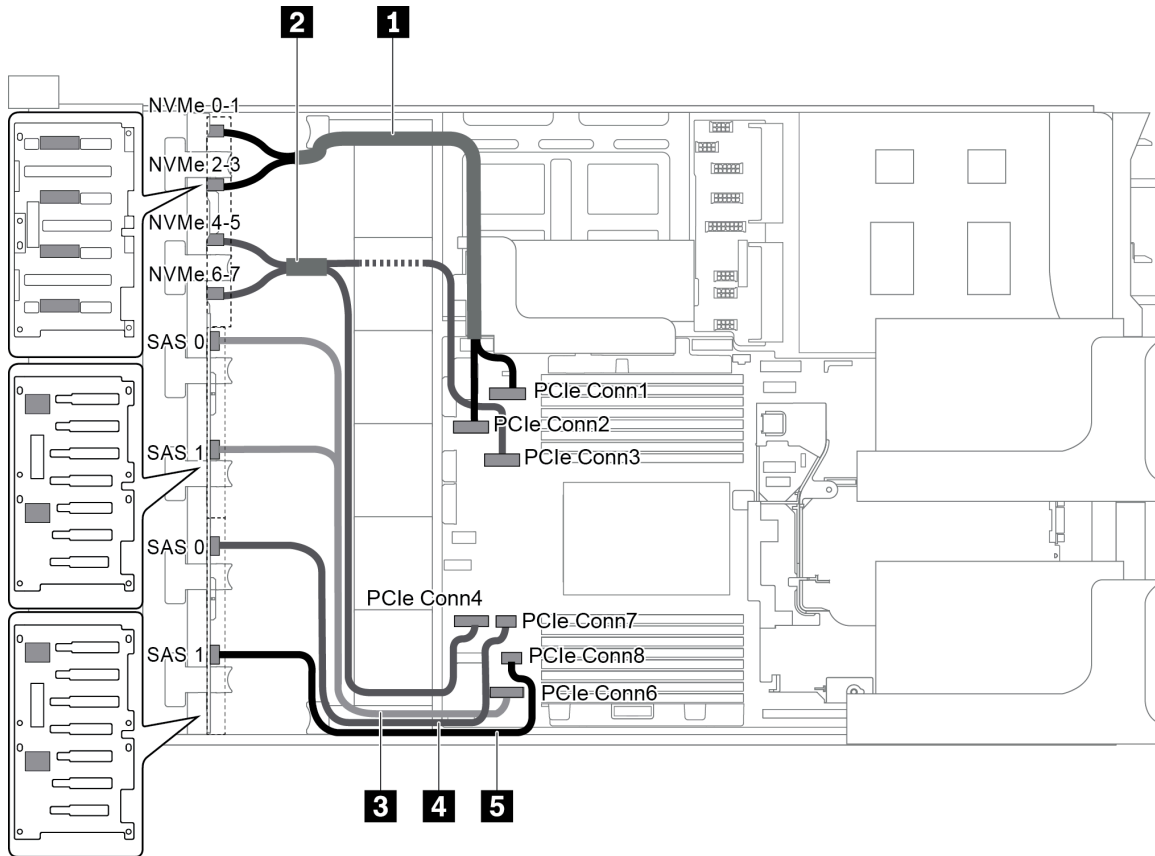 2
1
NVMe 0-1
NVMe 2-3
NVMe 4-5
NVMe 6-7
SAS 0
PCIe Conn1
PCIe Conn2
SAS 1
PCIe Conn3
SAS 0
PCIe Conn4
PCIe Conn7
SAS 1
PCIe Conn8
PCIe Conn6
3
4
5